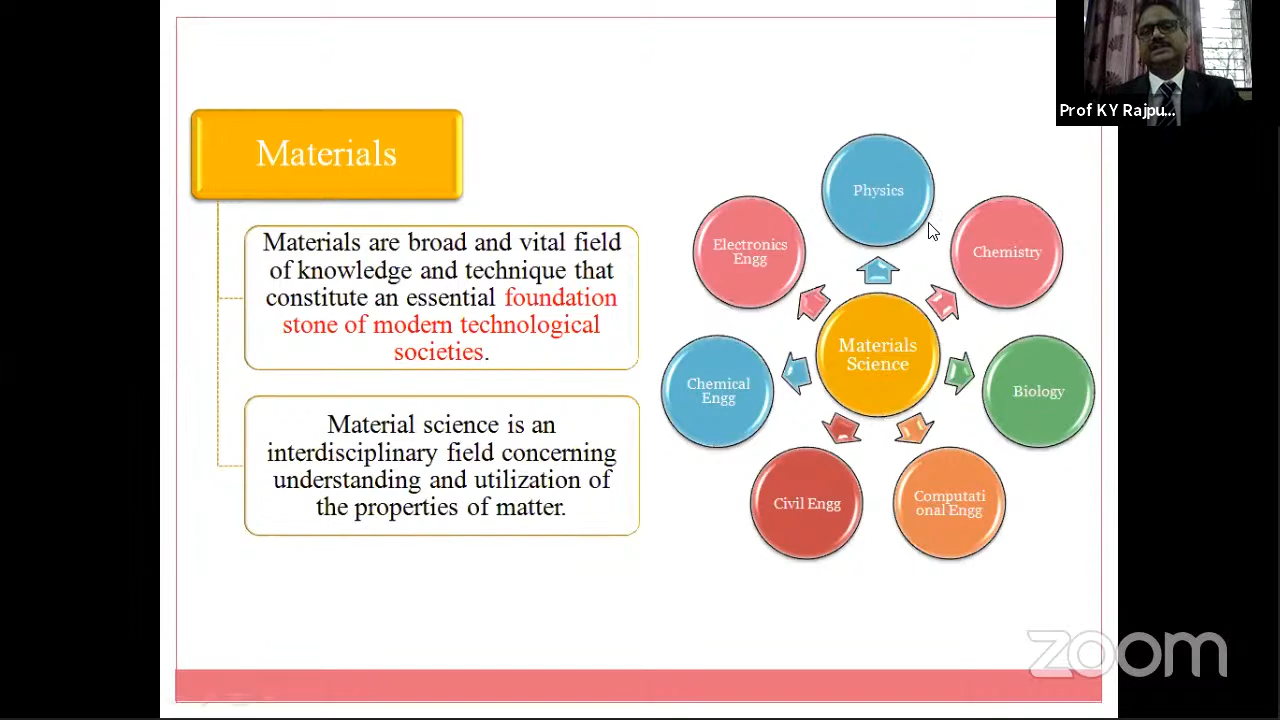 Prof KY Rajpu...
Materials
Materials are broad and vital field
of knowledge and technique that
constitute an essential foundation
stone of modern technological
societies.
Material science is an
interdisciplinary field concerning
understanding and utilization of
the properties of matter.
Physics
Electronics
Engg
Chemistry
Materials
Science
Chemical
Engg
Biology
Civil Engg
Computati
onal Engg
zoom